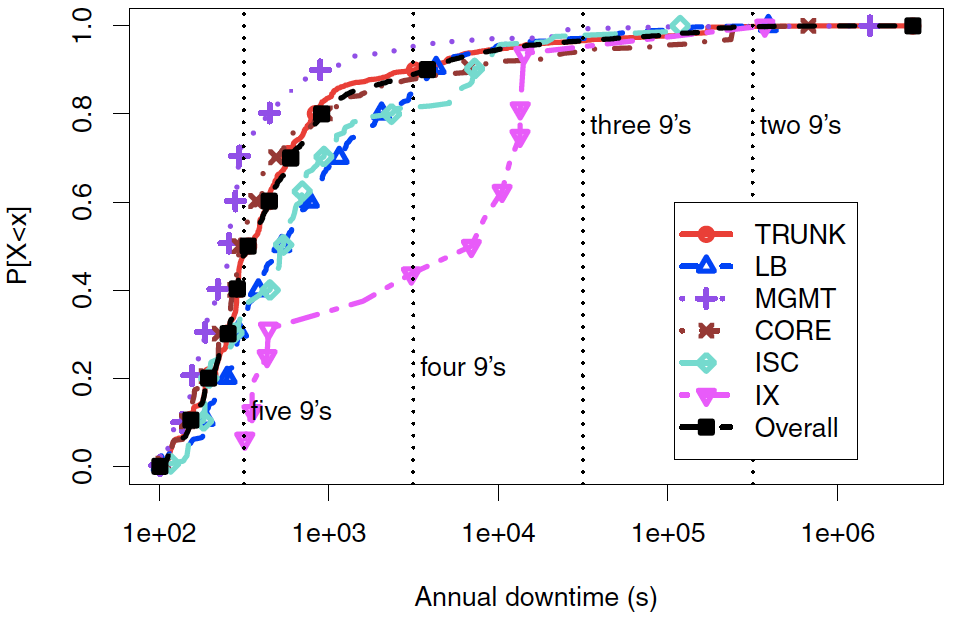 P[X<x]
1.0
0.8
0.6
0.4
0.2
0.0
three 9's
two 9's
four 9's
five 9's
TRUNK
LB
MGMT
CORE
ISC
IX
Overall
1e+02 1e+03 1e+04 1e+05 1e+06
Annual downtime (s)